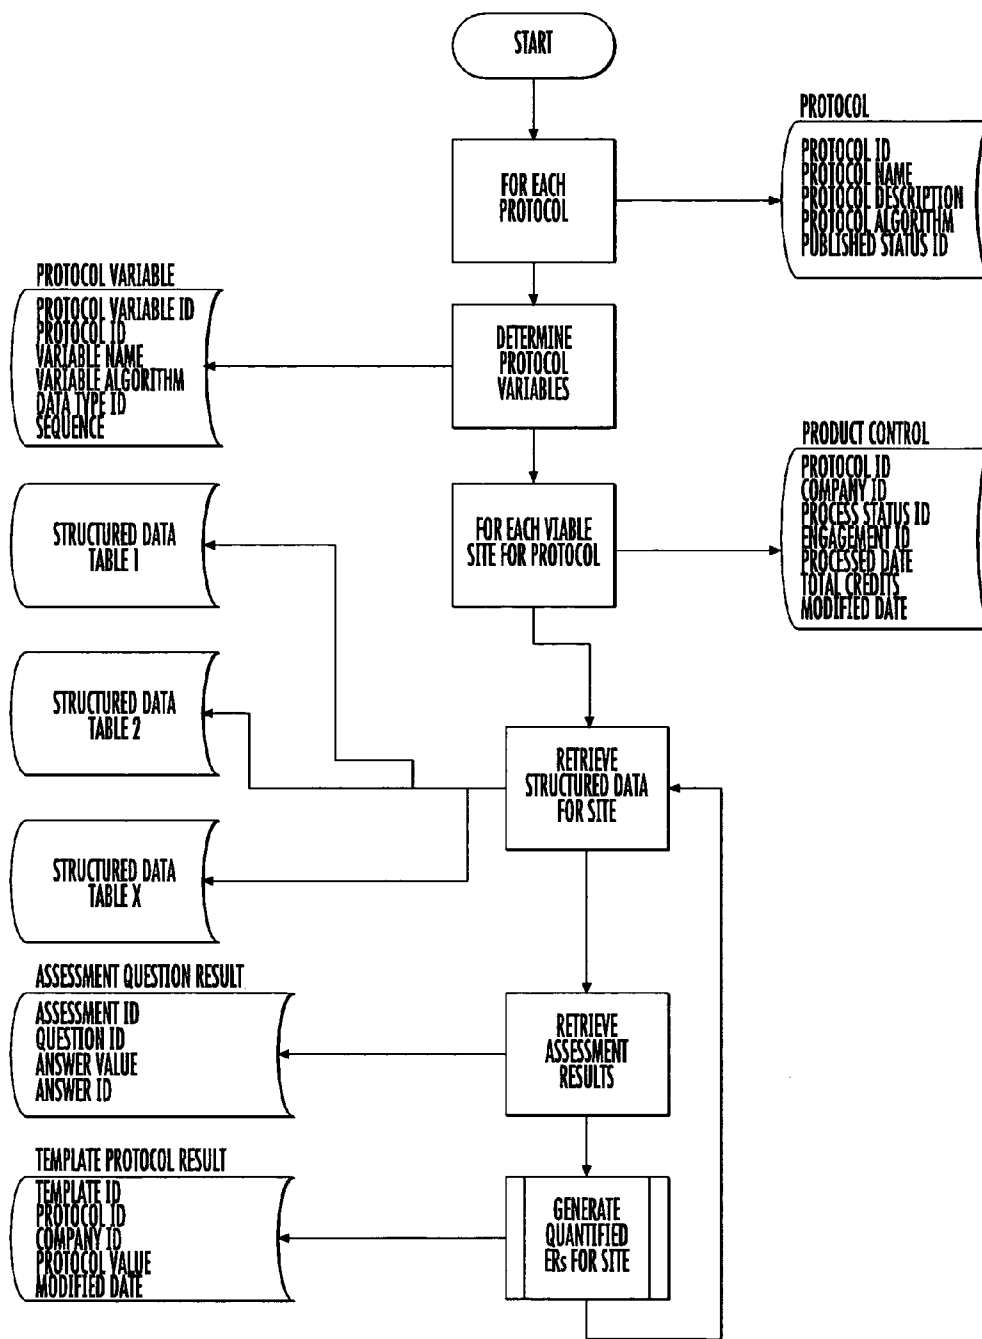 START
PROTOCOL
PROTOCOL ID
PROTOCOL NAME
PROTOCOL DESCRIPTION
PROTOCOL ALGORITHM
PUBLISHED STATUS ID
FOR EACH
PROTOCOL
PROTOCOL VARIABLE
PROTOCOL VARIABLE ID
PROTOCOL ID
VARIABLE NAME
VARIABLE ALGORITHM
DATA TYPE ID
SEQUENCE
DETERMINE
PROTOCOL
VARIABLES
PRODUCT CONTROL
PROTOCOL ID
COMPANY ID
PROCESS STATUS ID
ENGAGEMENT ID
PROCESSED DATE
TOTAL CREDITS
MODIFIED DATE
FOR EACH VIABLE
SITE FOR PROTOCOL
STRUCTURED DATA
TABLE 1
STRUCTURED DATA
TABLE 2
RETRIEVE
STRUCTURED DATA
FOR SITE
STRUCTURED DATA
TABLE X
ASSESSMENT QUESTION RESULT
ASSESSMENT ID
QUESTION ID
ANSWER VALUE
ANSWER ID
RETRIEVE
ASSESSMENT
RESULTS
TEMPLATE PROTOCOL RESULT
TEMPLATE ID
PROTOCOL ID
COMPANY ID
PROTOCOL VALUE
MODIFIED DATE
GENERATE
QUANTIFIED
ERs FOR SITE